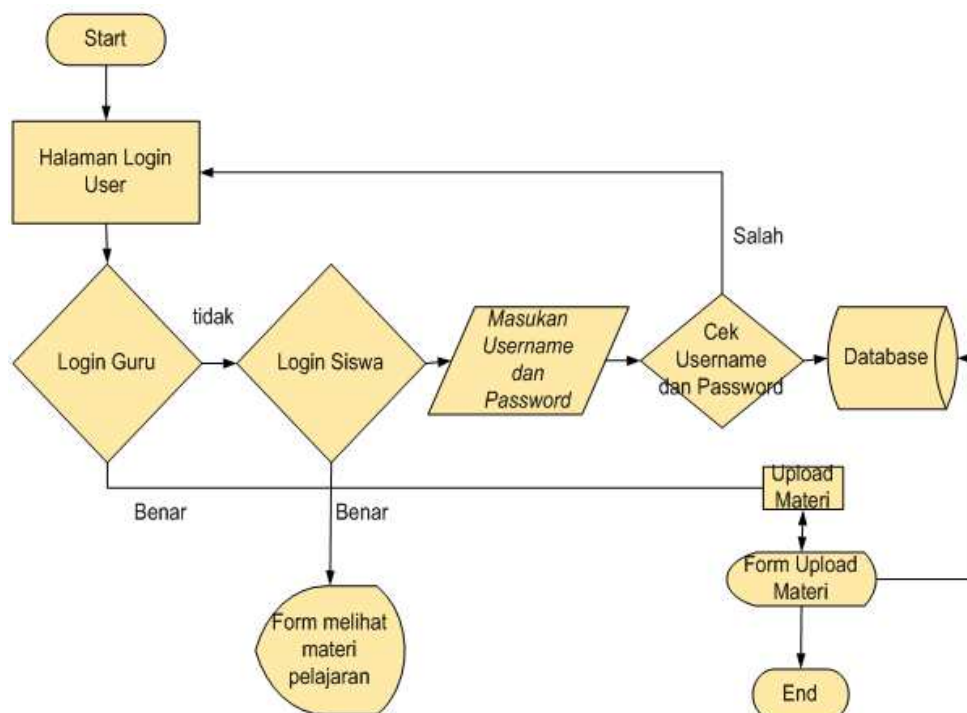 Start
Halaman Login
User
Salah
tidak
Login Guru
Login Siswa
Masukan
Username
dan
Password
Cek
Username
dan Password
Database
Benar
Benar
Upload
Materi
Form Upload
Materi
Form melihat
materi
pelajaran
End